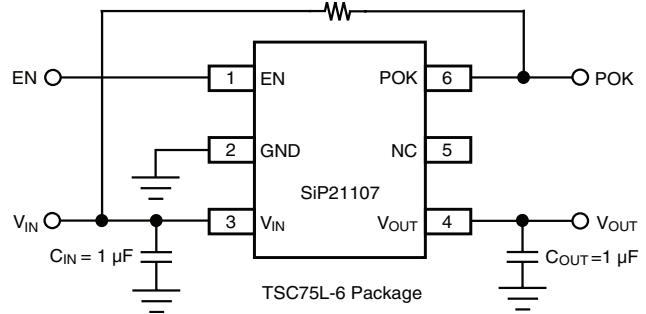 EN
1
EN
POK
6
POK
2
GND
NC
5
SiP21107
VIN
3
VIN
VOUT
4
VOUT
CIN = 1 µF
COUT=1 µF
TSC75L-6 Package